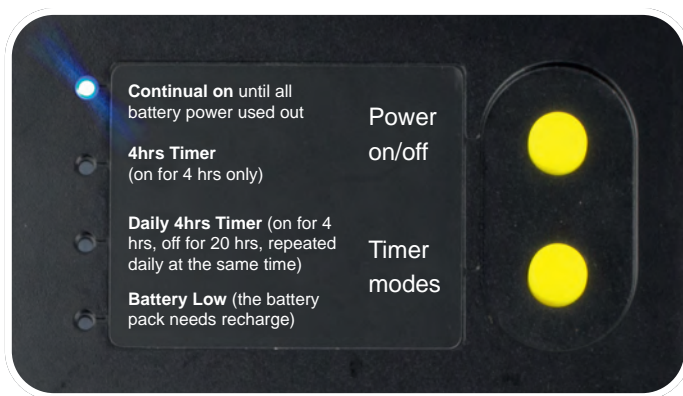 Continual on until all
battery power used out
4hrs Timer
(on for 4 hrs only)
Daily 4hrs Timer (on for 4
hrs, off for 20 hrs, repeated
daily at the same time)
Battery Low (the battery
pack needs recharge)
Power
on/off
Timer
modes